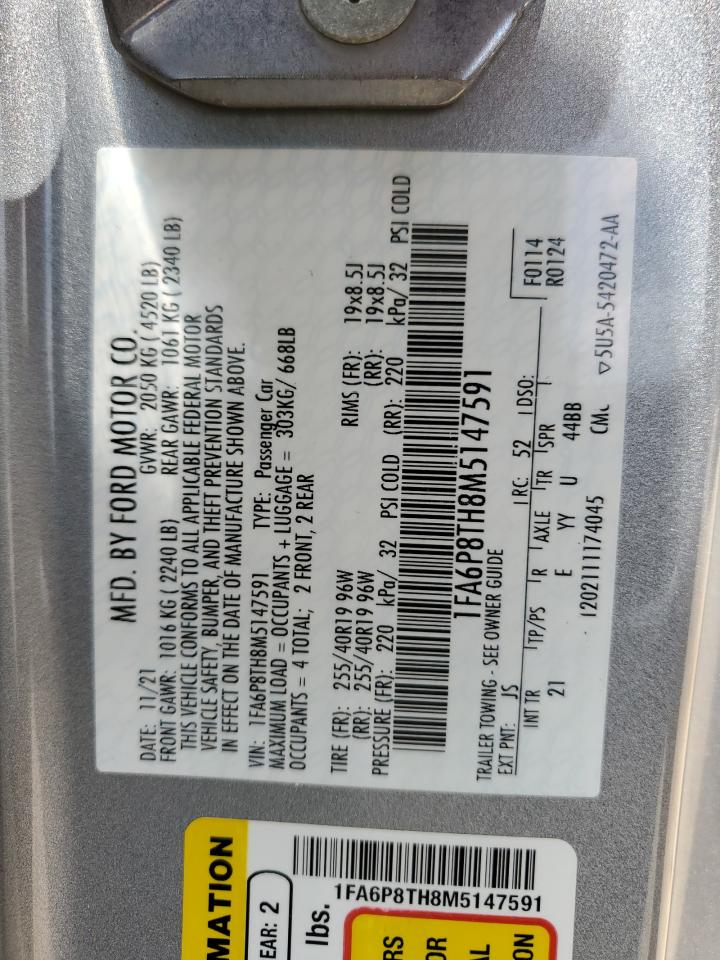 MFD. BY FORD MOTOR CO.
DATE: 11/21 GVWR: 2050 KG ( 4520 LB)
FRONT GAWR: 1016 KG ( 2240 LB) REAR GAWR: 1061 KG ( 2340 LB)
THIS VEHICLE CONFORMS TO ALL APPLICABLE FEDERAL MOTOR
VEHICLE SAFETY, BUMPER, AND THEFT PREVENTION STANDARDS
IN EFFECT ON THE DATE OF MANUFACTURE SHOWN ABOVE.
VIN: 1FA6P8TH8M5147591 TYPE: Passenger Car
MAXIMUM LOAD = OCCUPANTS + LUGGAGE = 303KG/ 668LB
OCCUPANTS = 4 TOTAL; 2 FRONT, 2 REAR
TIRE (FR): 255/40R19 96W RIMS (FR): 19x8.5J
(RR): 255/40R19 96W (RR): 19x8.5J
PRESSURE (FR): 220 kPa/ 32 PSI COLD (RR): 220 kPa/ 32 PSI COLD
1FA6P8TH8M5147591
TRAILER TOWING - SEE OWNER GUIDE
EXT PNT: JS RC: 52 DSO: F0114
INT TR TP/PS R AXLE TR SPR R0124
21 E YY U 44BB
12021111174045 5U5A-5420472-AA
MATION
EAR: 2
lbs.
1FA6P8TH8M5147591
RS
OR
AL
ON